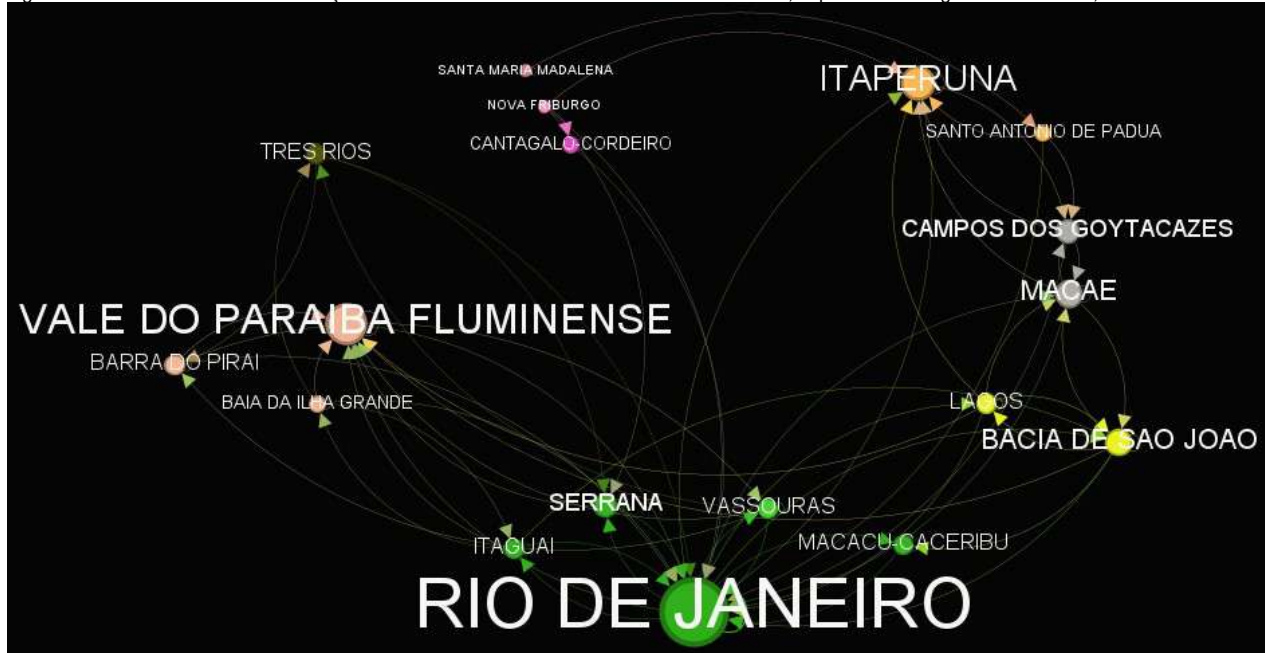 SANTA MARIA MADALENA
ITAPERUNA
NOVA FRIBURGO
SANTO ANTONIO DE PADUA
TRES RIOS
CANTAGALO-CORDEIRO
CAMPOS DOS GOYTACAZES
MACAE
VALE DO PARAIBA FLUMINENSE
BARRA DO PIRAI
BAIA DA ILHA GRANDE
LAGOS
BACIA DE SAO JOAO
SERRANA
VASSOURAS
ITAGUAI
MACACU-CACERIBU
RIO DE JANEIRO